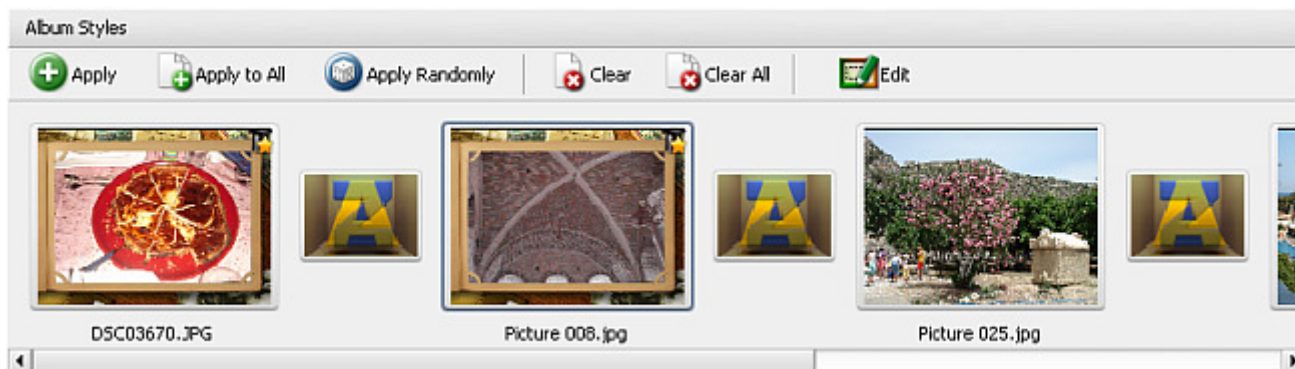 Album Styles
Apply Apply to All Apply Randomly Clear Clear All Edit
A A A
DSC03670.JPG Picture 008.jpg Picture 025.jpg